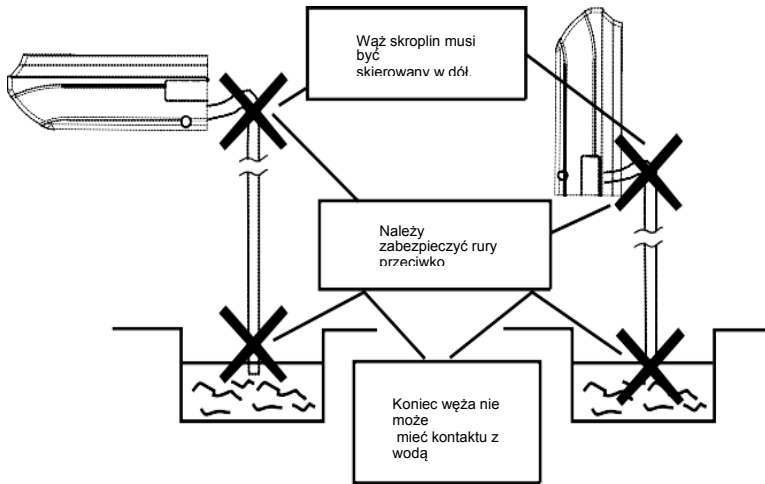 Wąż skroplin musi
być
skierowany w dół.
Należy
zabezpieczyć rury
przeciwko
Koniec węża nie
może
mieć kontaktu z
wodą